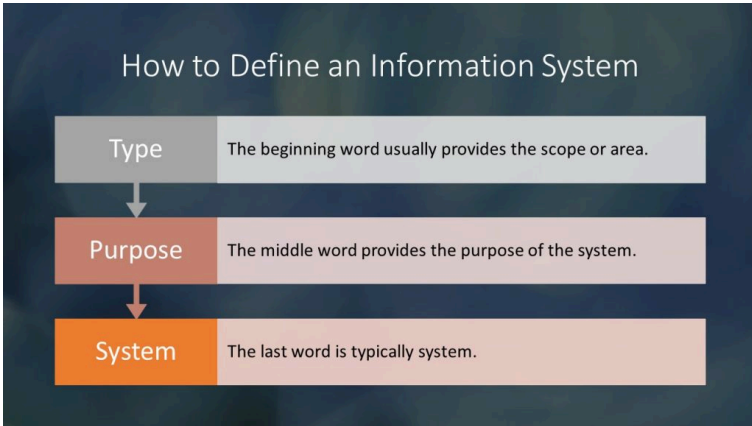 How to Define an Information System
Type
The beginning word usually provides the scope or area.
Purpose
The middle word provides the purpose of the system.
System
The last word is typically system.